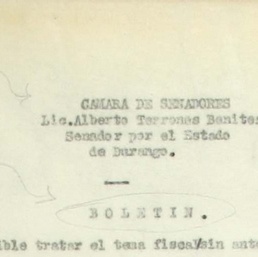 CAMARA DE SENADORES
Lic.Alberto Terrones Benites
Senador por el Estado
de Durango.
BOLETIN.
ible tratar el tema fiscal sin ant